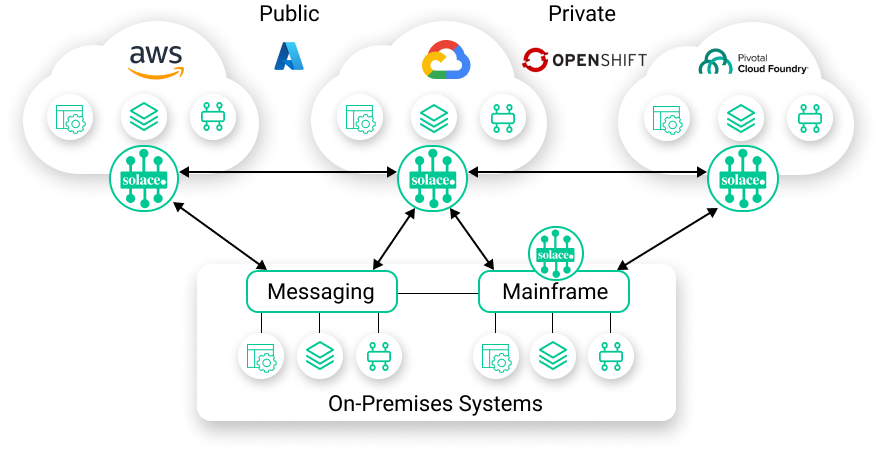 Public
Private
aws
OPENSHIFT
Pivotal
Cloud Foundry
solace.
solace.
solace.
solace.
Messaging
Mainframe
On-Premises Systems